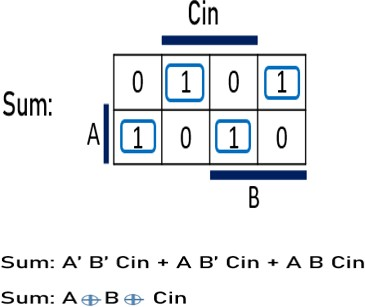 Cin
0 1 0 1
Sum:
A 1 0 1 0
B
Sum: A' B' Cin + A B' Cin + A B Cin
Sum: A ⊕ B ⊕ Cin